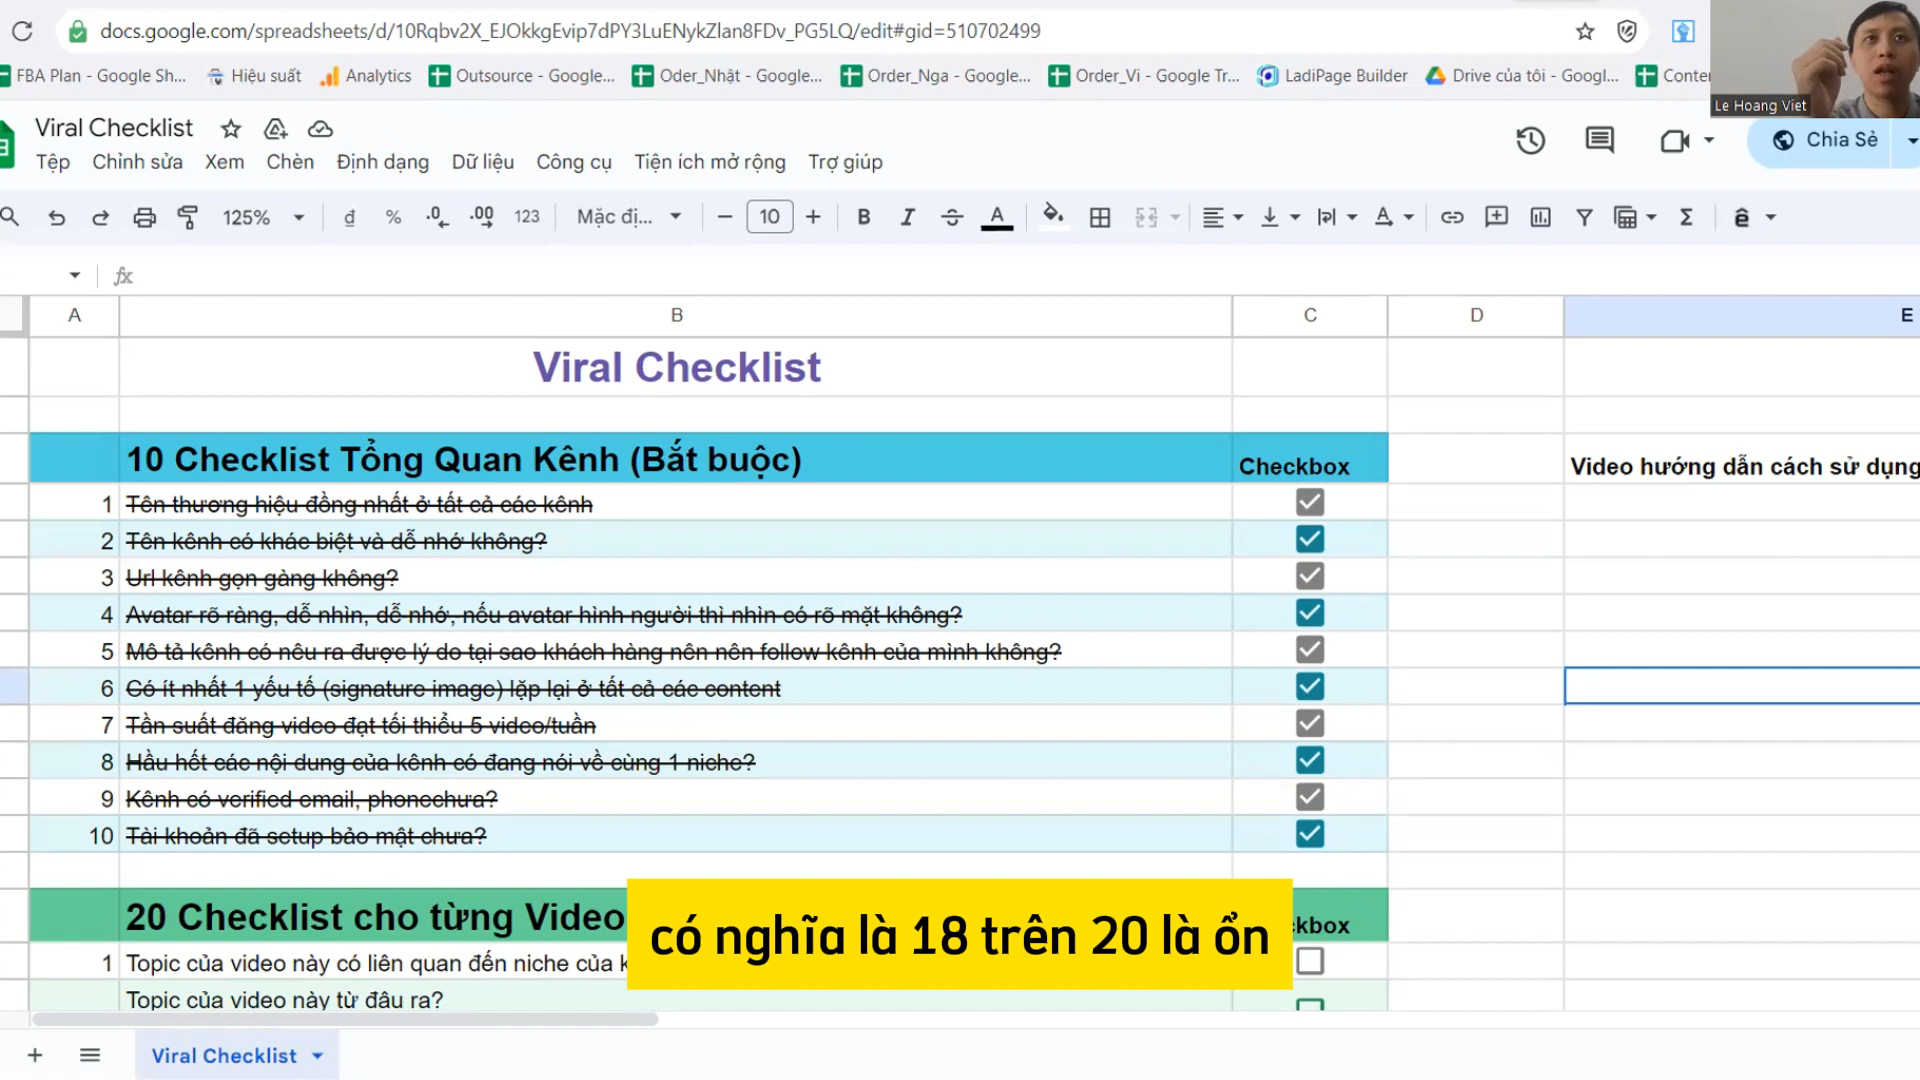 docs.google.com/spreadsheets/d/10Rqbv2X_EJOkkgEvip7dPY3LuENykZlan8FDv_PG5LQ/edit#gid=510702499
FBA Plan - Google Sh... Hiệu suất Analytics Outsource - Google... Oder_Nhật - Google... Order_Nga - Google... Order_Vi - Google Tr... LadiPage Builder Drive của tôi - Googl... Conter
Le Hoang Viet
Viral Checklist
Tệp Chỉnh sửa Xem Chèn Định dạng Dữ liệu Công cụ Tiện ích mở rộng Trợ giúp
Chia Sẻ
125% đ % .0 .00 123 Mặc đị... 10 B I A Σ ê
fx
A B C D E
Viral Checklist
10 Checklist Tổng Quan Kênh (Bắt buộc) Checkbox Video hướng dẫn cách sử dụng
1 Tên thương hiệu đồng nhất ở tất cả các kênh
2 Tên kênh có khác biệt và dễ nhớ không?
3 Url kênh gọn gàng không?
4 Avatar rõ ràng, dễ nhìn, dễ nhớ, nếu avatar hình người thì nhìn có rõ mặt không?
5 Mô tả kênh có nêu ra được lý do tại sao khách hàng nên nên follow kênh của mình không?
6 Có ít nhất 1 yếu tố (signature image) lặp lại ở tất cả các content
7 Tần suất đăng video đạt tối thiểu 5 video/tuần
8 Hầu hết các nội dung của kênh có đang nói về cùng 1 niche?
9 Kênh có verified email, phonechưa?
10 Tài khoản đã setup bảo mật chưa?
20 Checklist cho từng Video kbox
có nghĩa là 18 trên 20 là ổn
1 Topic của video này có liên quan đến niche của k
Topic của video này từ đâu ra?
Viral Checklist